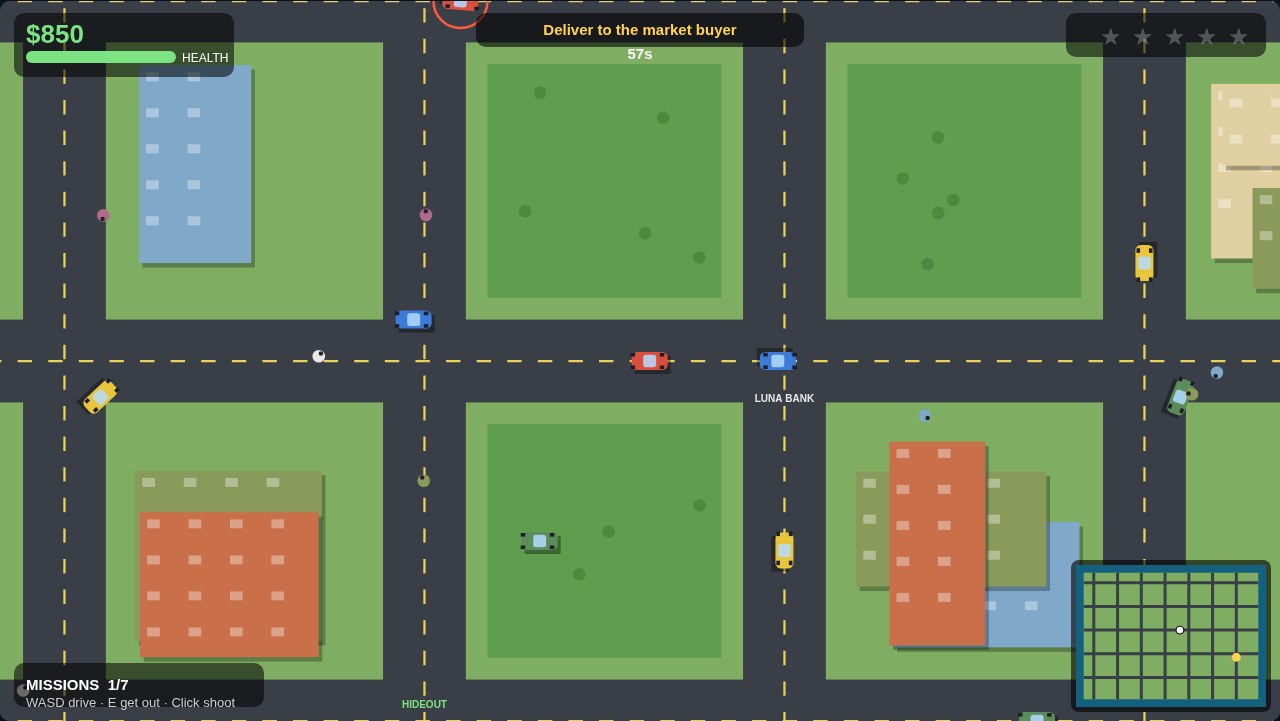 $850
HEALTH
Deliver to the market buyer
57s
LUNA BANK
MISSIONS 1/7
WASD drive · E get out · Click shoot
HIDEOUT